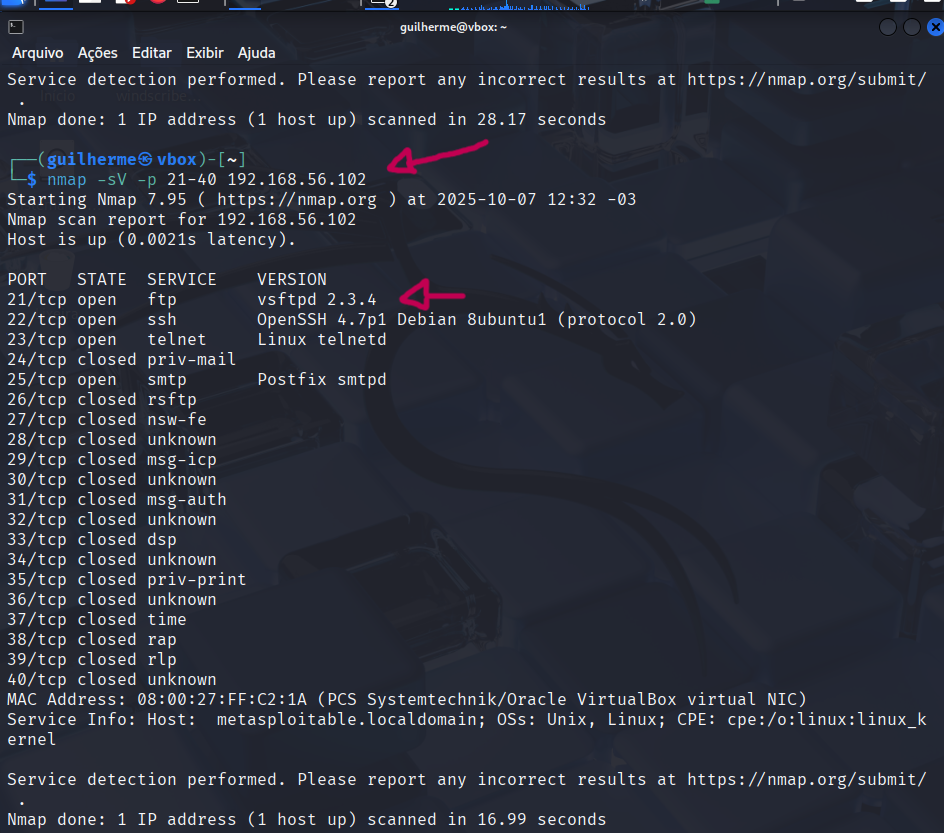 guilherme@vbox: ~
Arquivo Ações Editar Exibir Ajuda
Service detection performed. Please report any incorrect results at https://nmap.org/submit/
.
Nmap done: 1 IP address (1 host up) scanned in 28.17 seconds
┌──(guilherme㉿vbox)-[~]
└─$ nmap -sV -p 21-40 192.168.56.102
Starting Nmap 7.95 ( https://nmap.org ) at 2025-10-07 12:32 -03
Nmap scan report for 192.168.56.102
Host is up (0.0021s latency).
PORT STATE SERVICE VERSION
21/tcp open ftp vsftpd 2.3.4
22/tcp open ssh OpenSSH 4.7p1 Debian 8ubuntu1 (protocol 2.0)
23/tcp open telnet Linux telnetd
24/tcp closed priv-mail
25/tcp open smtp Postfix smtpd
26/tcp closed rsftp
27/tcp closed nsw-fe
28/tcp closed unknown
29/tcp closed msg-icp
30/tcp closed unknown
31/tcp closed msg-auth
32/tcp closed unknown
33/tcp closed dsp
34/tcp closed unknown
35/tcp closed priv-print
36/tcp closed unknown
37/tcp closed time
38/tcp closed rap
39/tcp closed rlp
40/tcp closed unknown
MAC Address: 08:00:27:FF:C2:1A (PCS Systemtechnik/Oracle VirtualBox virtual NIC)
Service Info: Host:  metasploitable.localdomain; OSs: Unix, Linux; CPE: cpe:/o:linux:linux_k
ernel
Service detection performed. Please report any incorrect results at https://nmap.org/submit/
.
Nmap done: 1 IP address (1 host up) scanned in 16.99 seconds